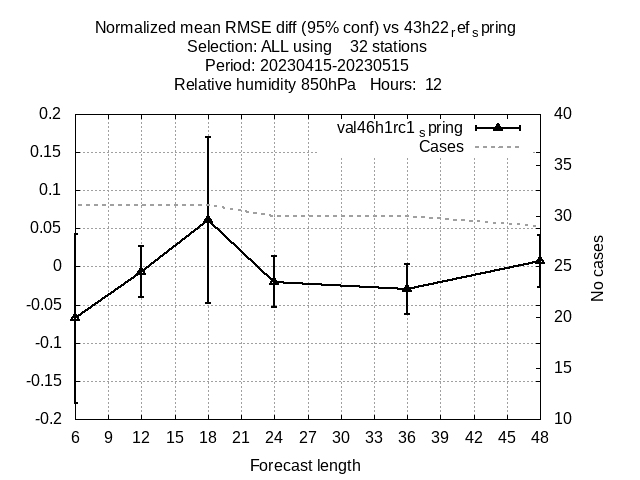 Normalized mean RMSE diff (95% conf) vs 43h22refspring
Selection: ALL using 32 stations
Period: 20230415-20230515
Relative humidity 850hPa Hours: 12
0.2 40
val46h1rc1spring
Cases
0.15 35
0.1 30
0.05
0 25
-0.05 20
-0.1
-0.15 15
-0.2 10
No cases
6 9 12 15 18 21 24 27 30 33 36 39 42 45 48
Forecast length